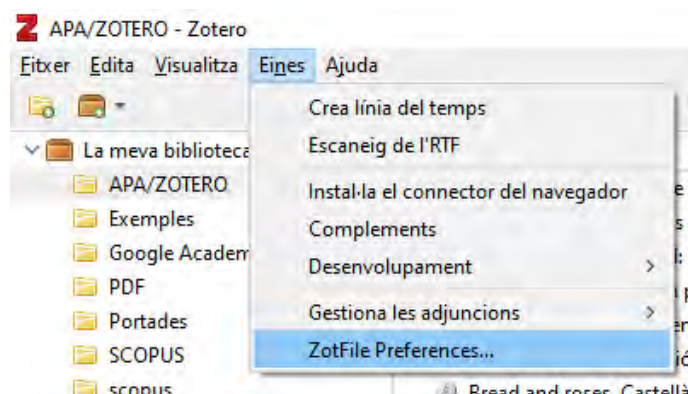 APA/ZOTERO - Zotero
Fitxer Edita Visualitza Eines Ajuda
Crea línia del temps
La meva biblioteca
Escaneig de l'RTF
APA/ZOTERO
Instal·la el connector del navegador
Exemples
Complements
Google Academ
Desenvolupament
PDF
Portades
Gestiona les adjuncions
SCOPUS
ZotFile Preferences...
scopus
Bread and roses. Castellà